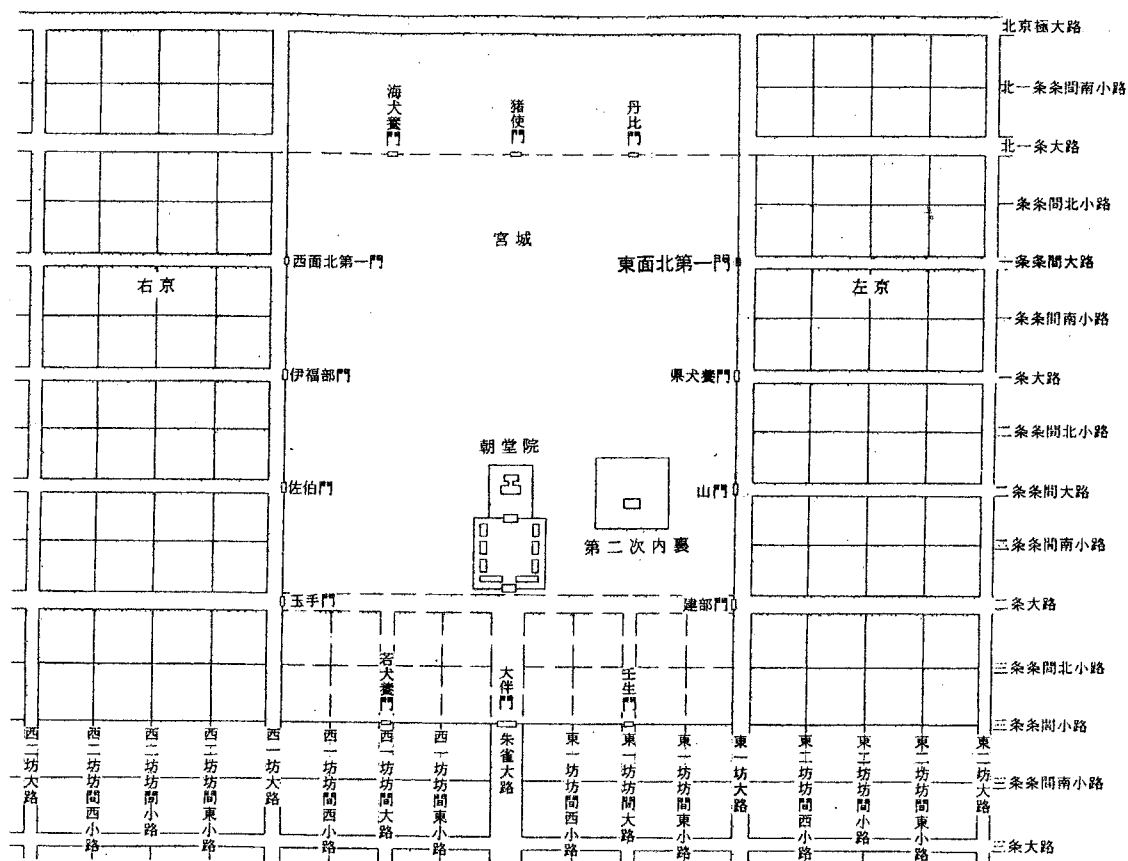 北京極大路
北一条条間南小路
北一条大路
一条条間北小路
一条条間大路
一条条間南小路
一条大路
二条条間北小路
二条条間大路
二条条間南小路
二条大路
三条条間北小路
三条条間小路
三条条間南小路
三条大路
海犬養門
猪使門
丹比門
宮城
西面北第一門
東面北第一門
右京
左京
伊福部門
県犬養門
朝堂院
佐伯門
山門
第二次内裏
玉手門
建部門
若犬養門
大伴門
壬生門
西二坊大路
西二坊坊間西小路
西二坊坊間小路
西二坊坊間東小路
西一坊大路
西一坊坊間西小路
西一坊坊間大路
西一坊坊間東小路
朱雀大路
東一坊坊間西小路
東一坊坊間大路
東一坊坊間東小路
東一坊大路
東二坊坊間西小路
東二坊坊間小路
東二坊坊間東小路
東二坊大路